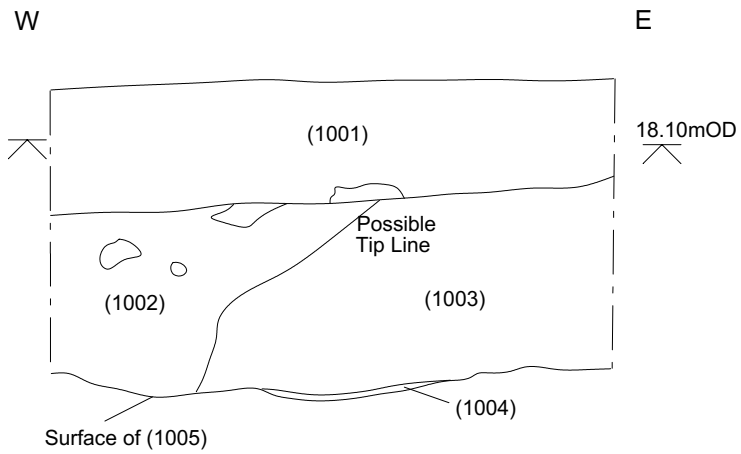 W
E
18.10mOD
(1001)
Possible
Tip Line
(1002)
(1003)
(1004)
Surface of (1005)